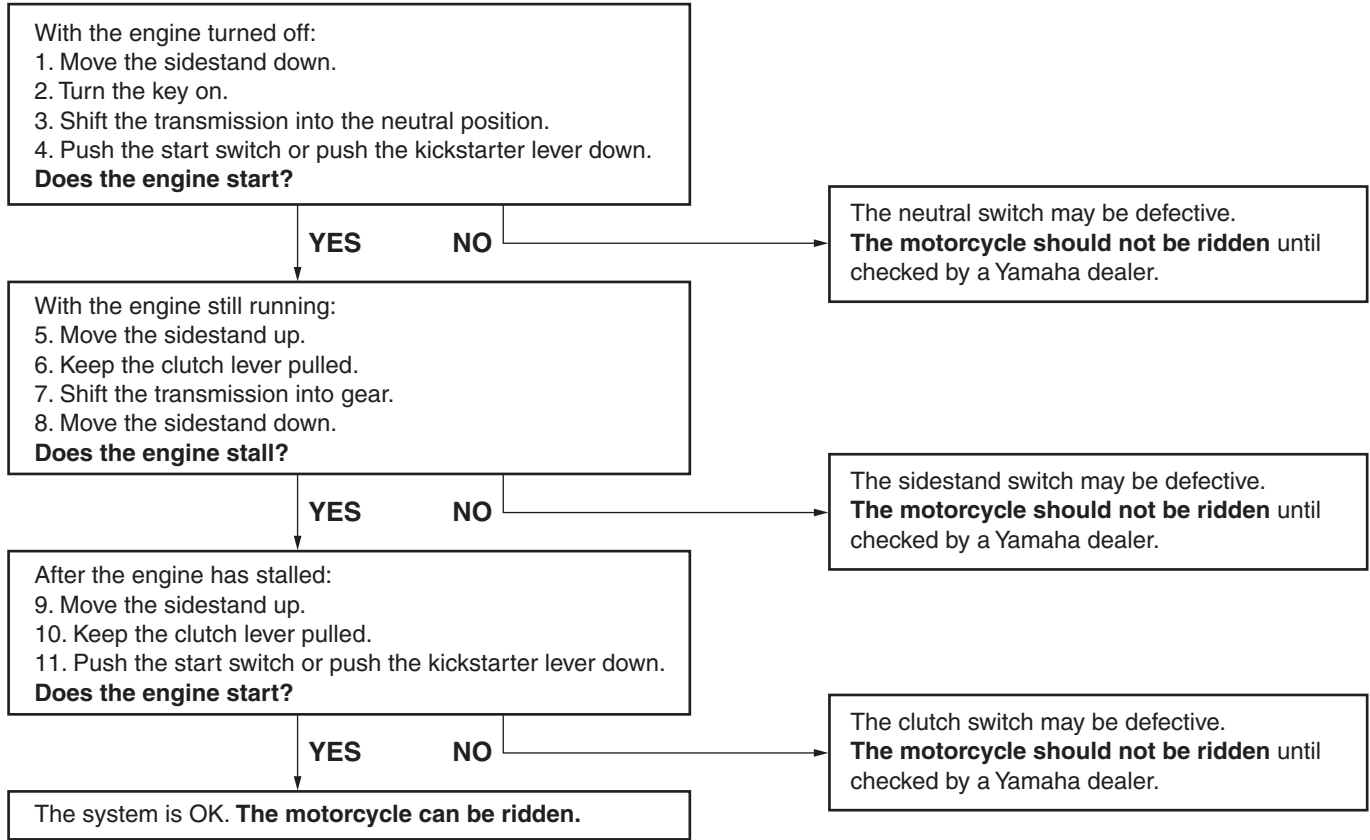 With the engine turned off:
1. Move the sidestand down.
2. Turn the key on.
3. Shift the transmission into the neutral position.
4. Push the start switch or push the kickstarter lever down.
Does the engine start?
YES NO
The neutral switch may be defective.
The motorcycle should not be ridden until
checked by a Yamaha dealer.
With the engine still running:
5. Move the sidestand up.
6. Keep the clutch lever pulled.
7. Shift the transmission into gear.
8. Move the sidestand down.
Does the engine stall?
YES NO
The sidestand switch may be defective.
The motorcycle should not be ridden until
checked by a Yamaha dealer.
After the engine has stalled:
9. Move the sidestand up.
10. Keep the clutch lever pulled.
11. Push the start switch or push the kickstarter lever down.
Does the engine start?
YES NO
The clutch switch may be defective.
The motorcycle should not be ridden until
checked by a Yamaha dealer.
The system is OK. The motorcycle can be ridden.